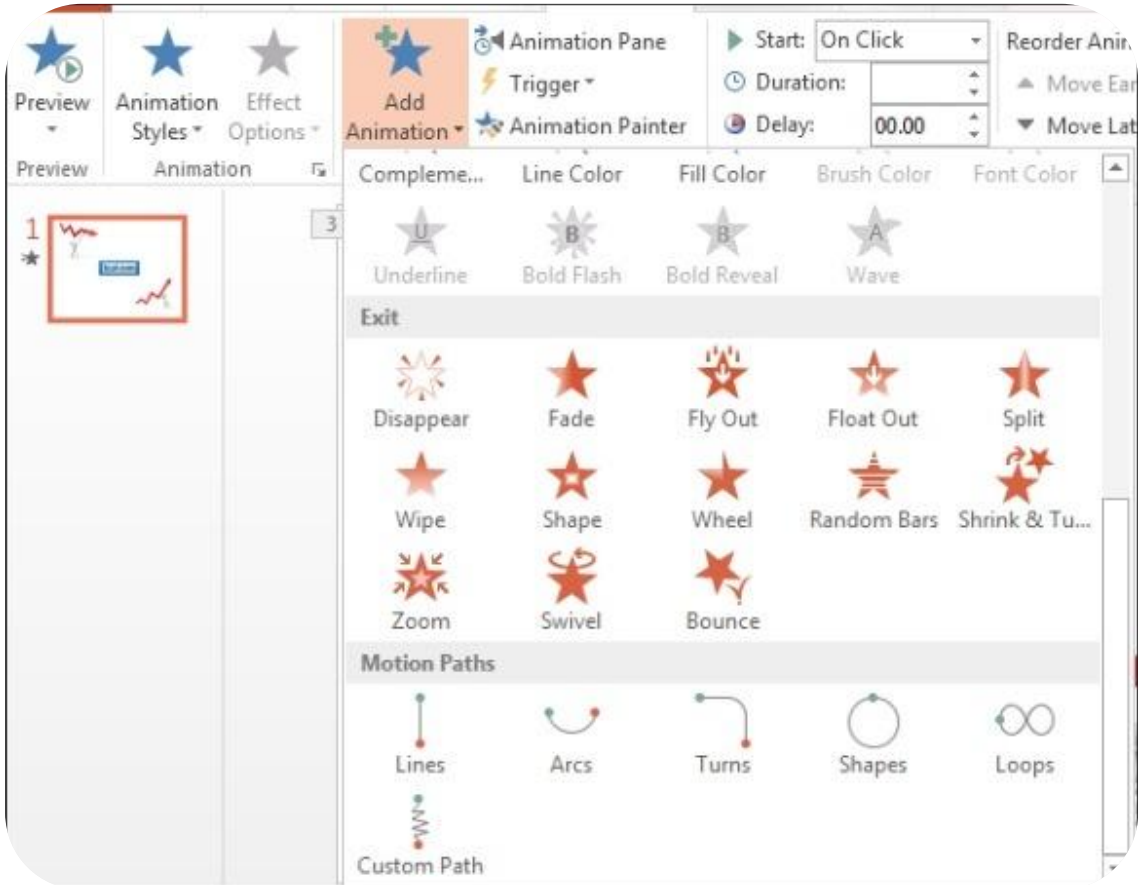 Preview
Animation Styles
Effect Options
Add Animation
Animation Pane
Trigger
Animation Painter
Start: On Click
Duration:
Delay: 00.00
Reorder
Move
Move
Preview
Animation
1
3
Compleme... Line Color Fill Color Brush Color Font Color
U B B A
Underline Bold Flash Bold Reveal Wave
Exit
Disappear Fade Fly Out Float Out Split
Wipe Shape Wheel Random Bars Shrink & Tu...
Zoom Swivel Bounce
Motion Paths
Lines Arcs Turns Shapes Loops
Custom Path